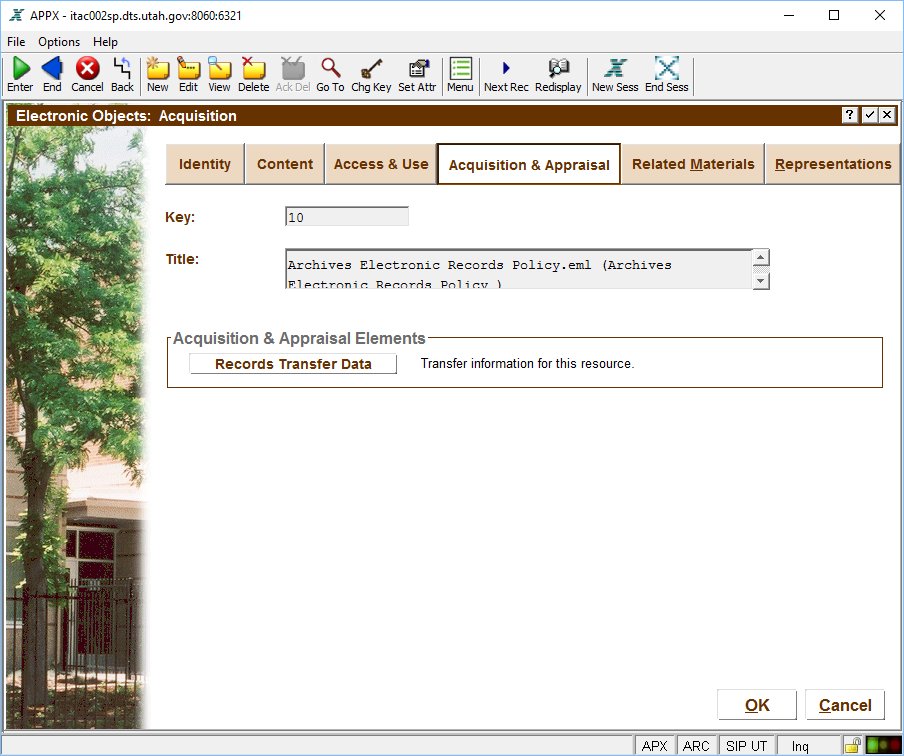 APPX - itac002sp.dts.utah.gov:8060:6321
File Options Help
Enter End Cancel Back New Edit View Delete Ack Del Go To Chg Key Set Attr Menu Next Rec Redisplay New Sess End Sess
Electronic Objects: Acquisition ?
Identity Content Access & Use Acquisition & Appraisal Related Materials Representations
Key: 10
Title: Archives Electronic Records Policy.eml (Archives
Electronic Records Policy )
Acquisition & Appraisal Elements
Records Transfer Data Transfer information for this resource.
OK Cancel
APX ARC SIP UT Inq